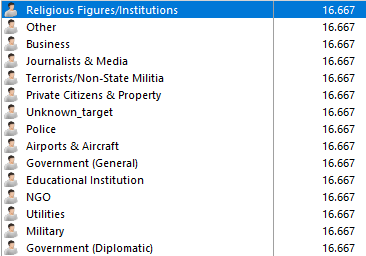 Religious Figures/Institutions 16.667
Other 16.667
Business 16.667
Journalists & Media 16.667
Terrorists/Non-State Militia 16.667
Private Citizens & Property 16.667
Unknown_target 16.667
Police 16.667
Airports & Aircraft 16.667
Government (General) 16.667
Educational Institution 16.667
NGO 16.667
Utilities 16.667
Military 16.667
Government (Diplomatic) 16.667